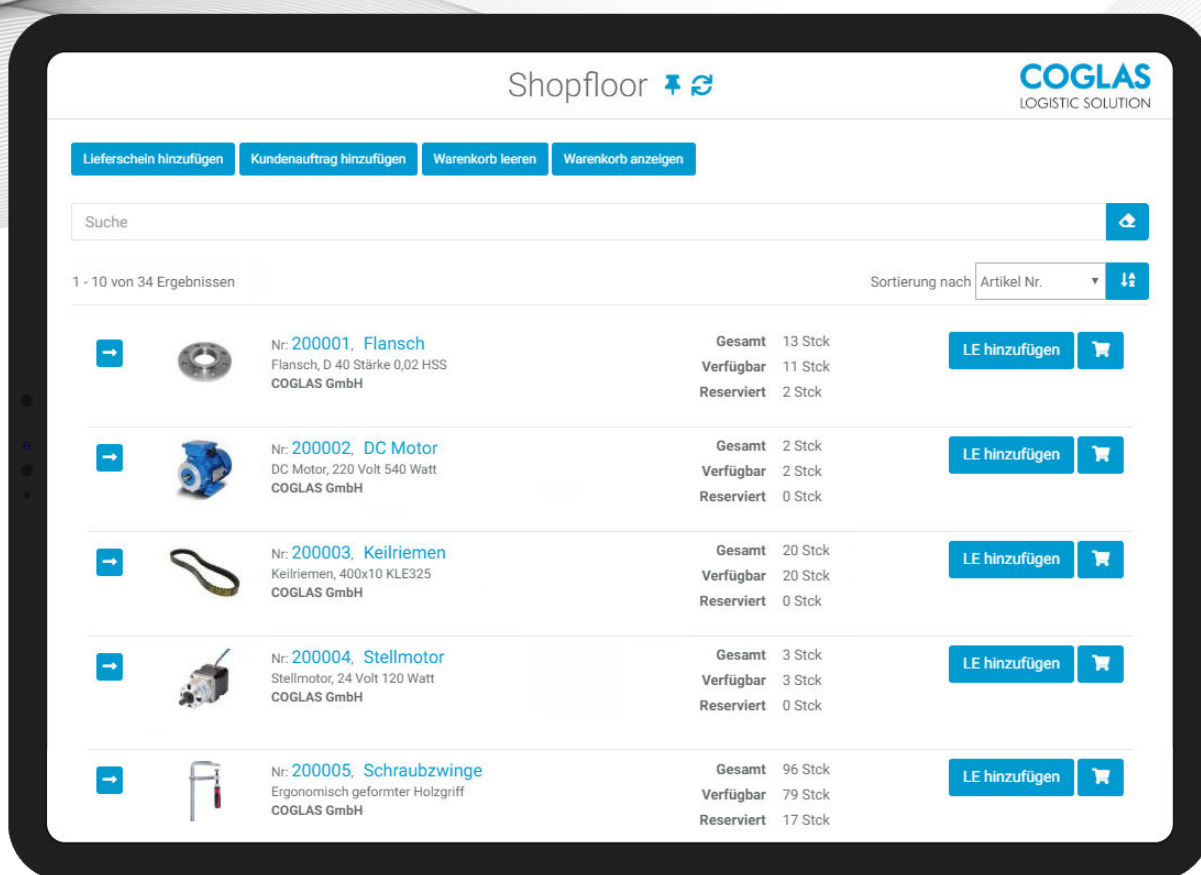 Shopfloor
COGLAS
LOGISTIC SOLUTION
Lieferschein hinzufügen
Kundenauftrag hinzufügen
Warenkorb leeren
Warenkorb anzeigen
Suche
1 - 10 von 34 Ergebnissen
Sortierung nach Artikel Nr.
Nr: 200001, Flansch
Flansch, D 40 Stärke 0,02 HSS
COGLAS GmbH
Gesamt 13 Stck
Verfügbar 11 Stck
Reserviert 2 Stck
LE hinzufügen
Nr: 200002, DC Motor
DC Motor, 220 Volt 540 Watt
COGLAS GmbH
Gesamt 2 Stck
Verfügbar 2 Stck
Reserviert 0 Stck
LE hinzufügen
Nr: 200003, Keilriemen
Keilriemen, 400x10 KLE325
COGLAS GmbH
Gesamt 20 Stck
Verfügbar 20 Stck
Reserviert 0 Stck
LE hinzufügen
Nr: 200004, Stellmotor
Stellmotor, 24 Volt 120 Watt
COGLAS GmbH
Gesamt 3 Stck
Verfügbar 3 Stck
Reserviert 0 Stck
LE hinzufügen
Nr: 200005, Schraubzwinge
Ergonomisch geformter Holzgriff
COGLAS GmbH
Gesamt 96 Stck
Verfügbar 79 Stck
Reserviert 17 Stck
LE hinzufügen